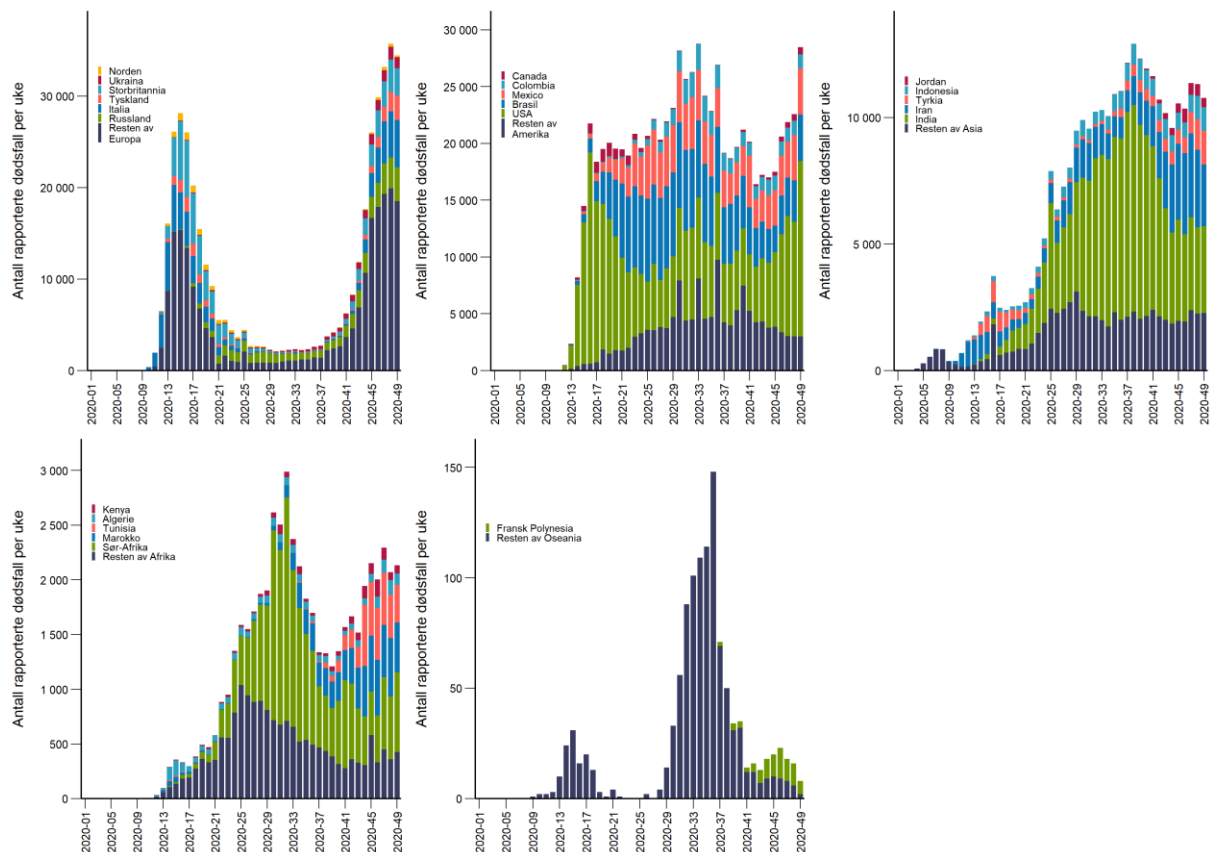 Antall rapporterte dødsfall per uke
30 000
20 000
10 000
0
Norden
Ukraina
Storbritannia
Tyskland
Italia
Russland
Resten av
Europa
2020-01
2020-05
2020-09
2020-13
2020-17
2020-21
2020-25
2020-29
2020-33
2020-37
2020-41
2020-45
2020-49
Antall rapporterte dødsfall per uke
30 000
25 000
20 000
15 000
10 000
5 000
0
Canada
Colombia
Mexico
Brasil
USA
Resten av
Amerika
2020-01
2020-05
2020-09
2020-13
2020-17
2020-21
2020-25
2020-29
2020-33
2020-37
2020-41
2020-45
2020-49
Antall rapporterte dødsfall per uke
10 000
5 000
0
Jordan
Indonesia
Tyrkia
Iran
India
Resten av Asia
2020-01
2020-05
2020-09
2020-13
2020-17
2020-21
2020-25
2020-29
2020-33
2020-37
2020-41
2020-45
2020-49
Antall rapporterte dødsfall per uke
3 000
2 500
2 000
1 500
1 000
500
0
Kenya
Algerie
Tunisia
Marokko
Sør-Afrika
Resten av Afrika
2020-01
2020-05
2020-09
2020-13
2020-17
2020-21
2020-25
2020-29
2020-33
2020-37
2020-41
2020-45
2020-49
Antall rapporterte dødsfall per uke
150
100
50
0
Fransk Polynesia
Resten av Oseania
2020-01
2020-05
2020-09
2020-13
2020-17
2020-21
2020-25
2020-29
2020-33
2020-37
2020-41
2020-45
2020-49